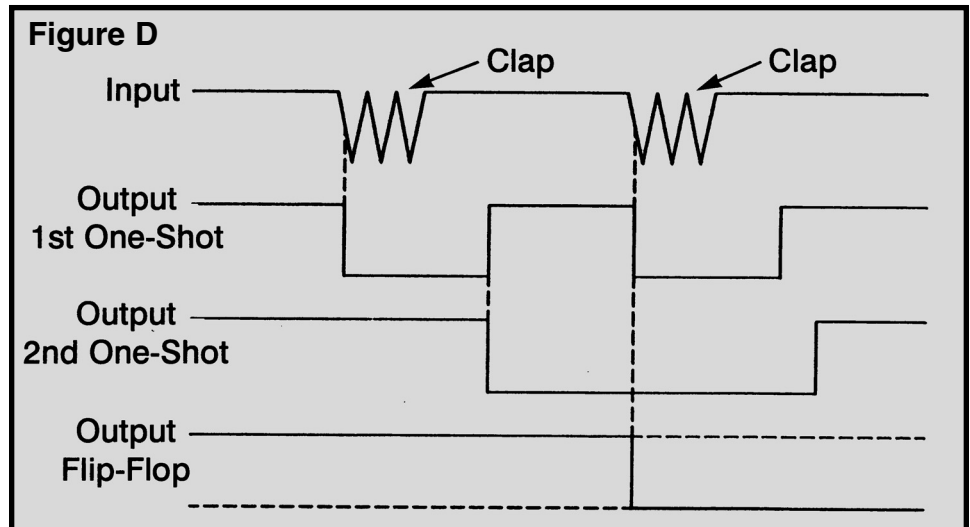 Figure D
Clap
Clap
Input
Output
1st One-Shot
Output
2nd One-Shot
Output
Flip-Flop